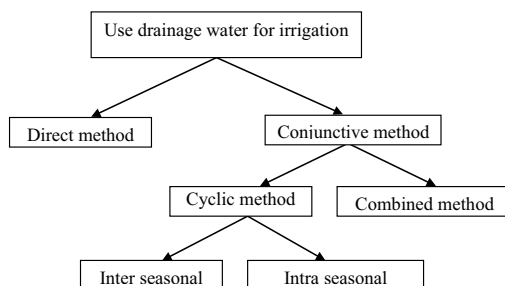 Use drainage water for irrigation
Direct method
Conjunctive method
Cyclic method
Combined method
Inter seasonal
Intra seasonal